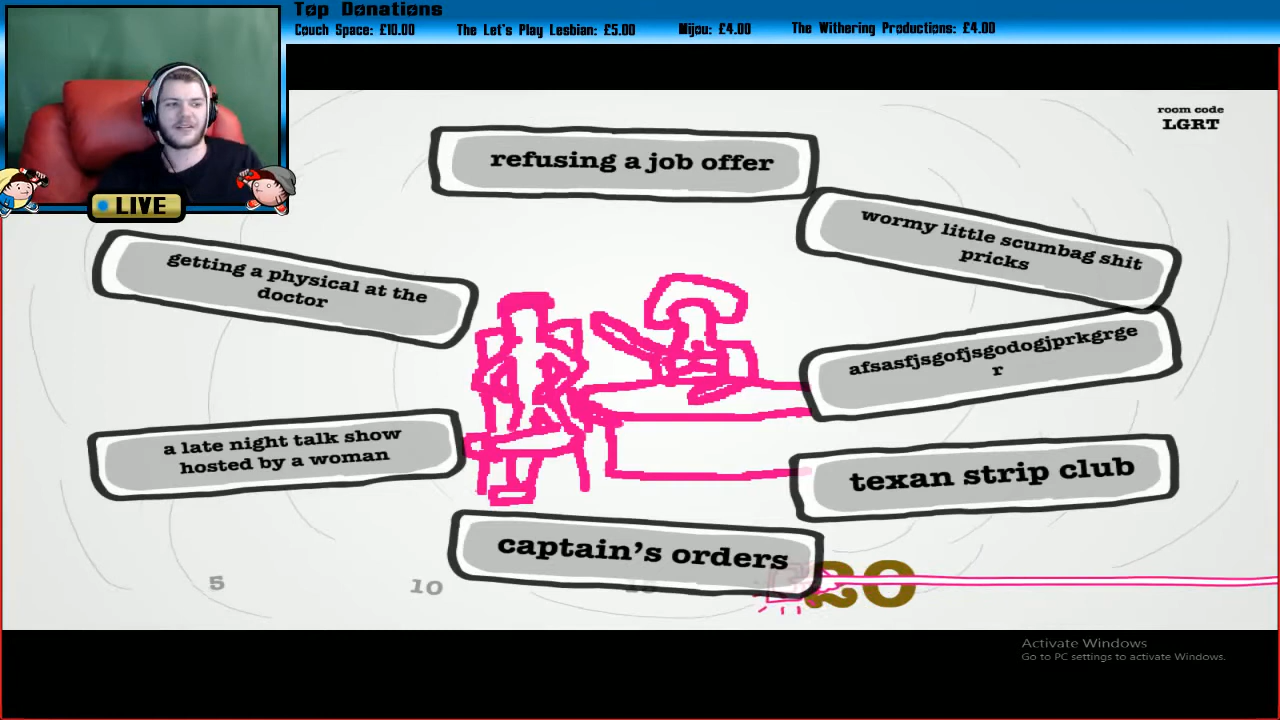 Top Donations
Couch Space: £10.00 The Let's Play Lesbian: £5.00 Mijou: £4.00 The Withering Productions: £4.00
room code
LGRT
refusing a job offer
LIVE
wormy little scumbag shit
pricks
getting a physical at the
doctor
afsasfjsgofjsgodogjprkgrge
r
a late night talk show
hosted by a woman
texan strip club
captain's orders
5 10 20
Activate Windows
Go to PC settings to activate Windows.